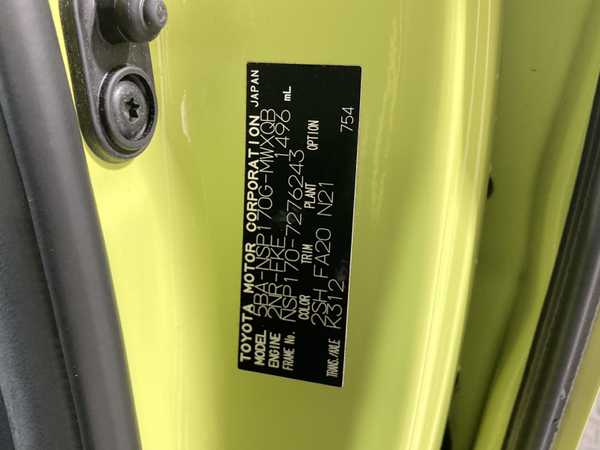 TOYOTA MOTOR CORPORATION JAPAN
MODEL 5BA-NSP170G-MWXQB
ENGINE 2NR-FKE 1496 mL
FRAME No. NSP170-7276243
COLOR TRIM PLANT OPTION
2SH FA20 N21
TRANS./AXLE K312 754